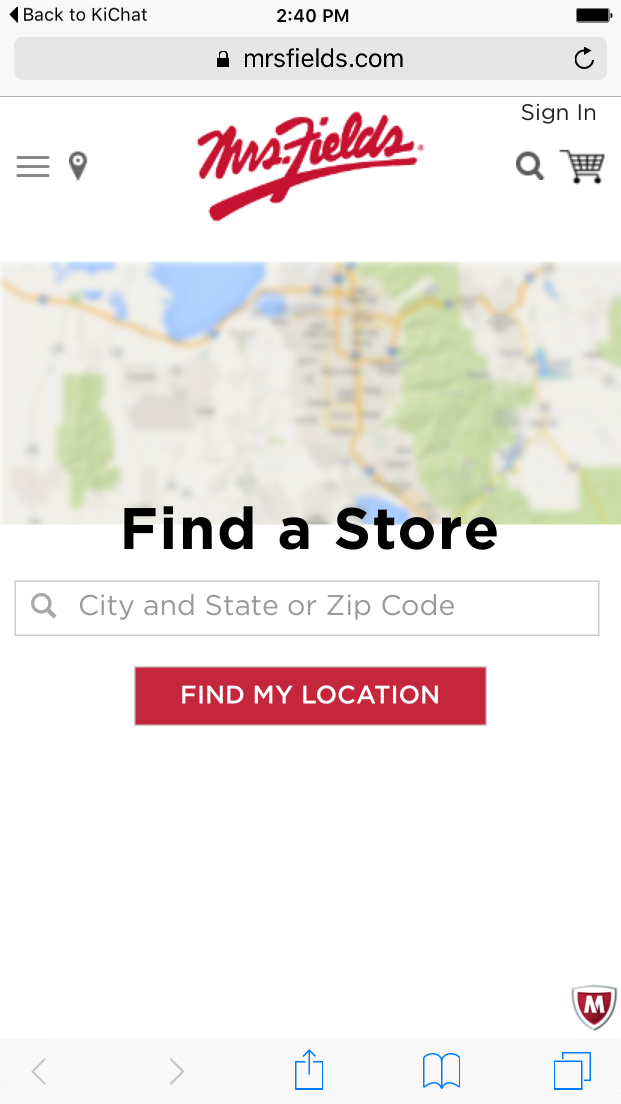 Back to KiChat
2:40 PM
mrsfields.com
Sign In
Mrs. Fields®
Find a Store
City and State or Zip Code
FIND MY LOCATION
M